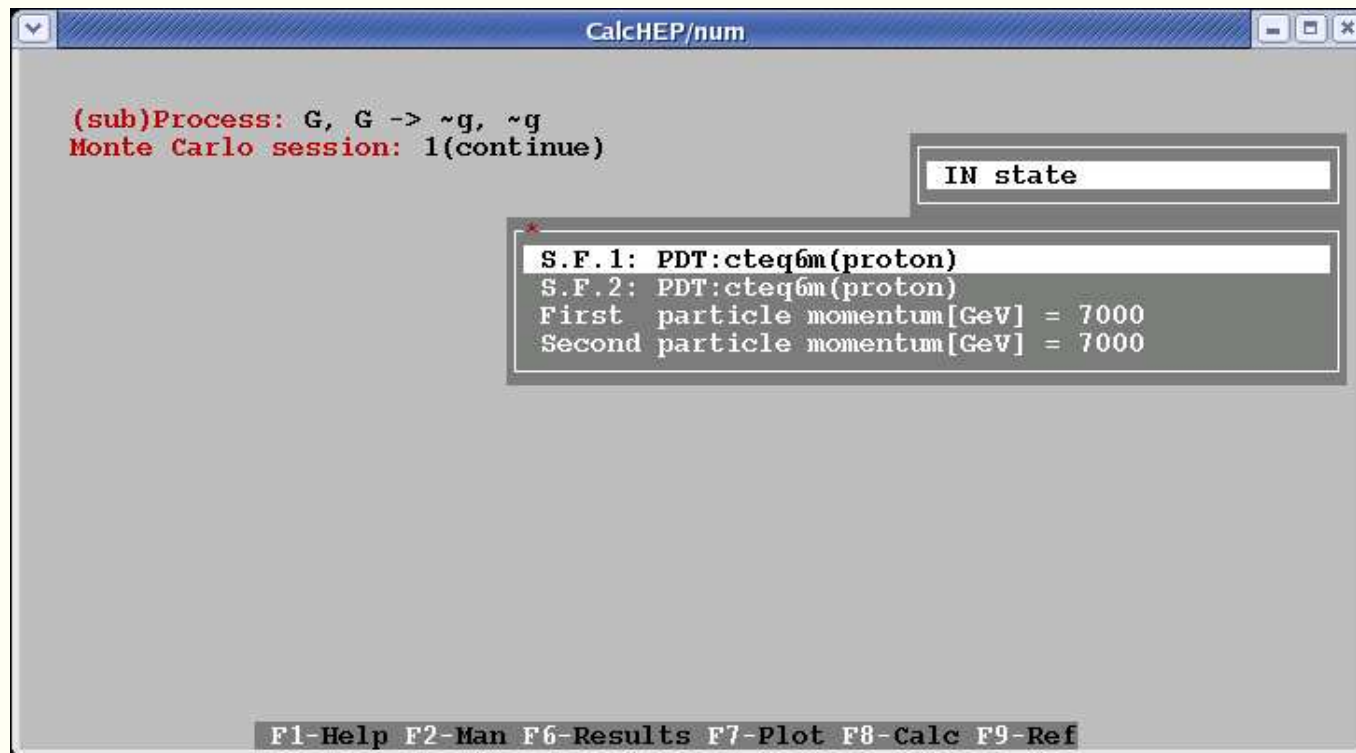 CalcHEP/num
(sub)Process: G, G -> ~g, ~g
Monte Carlo session: 1(continue)
IN state
*
S.F.1: PDT:cteq6m(proton)
S.F.2: PDT:cteq6m(proton)
First particle momentum[GeV] = 7000
Second particle momentum[GeV] = 7000
F1-Help F2-Man F6-Results F7-Plot F8-Calc F9-Ref